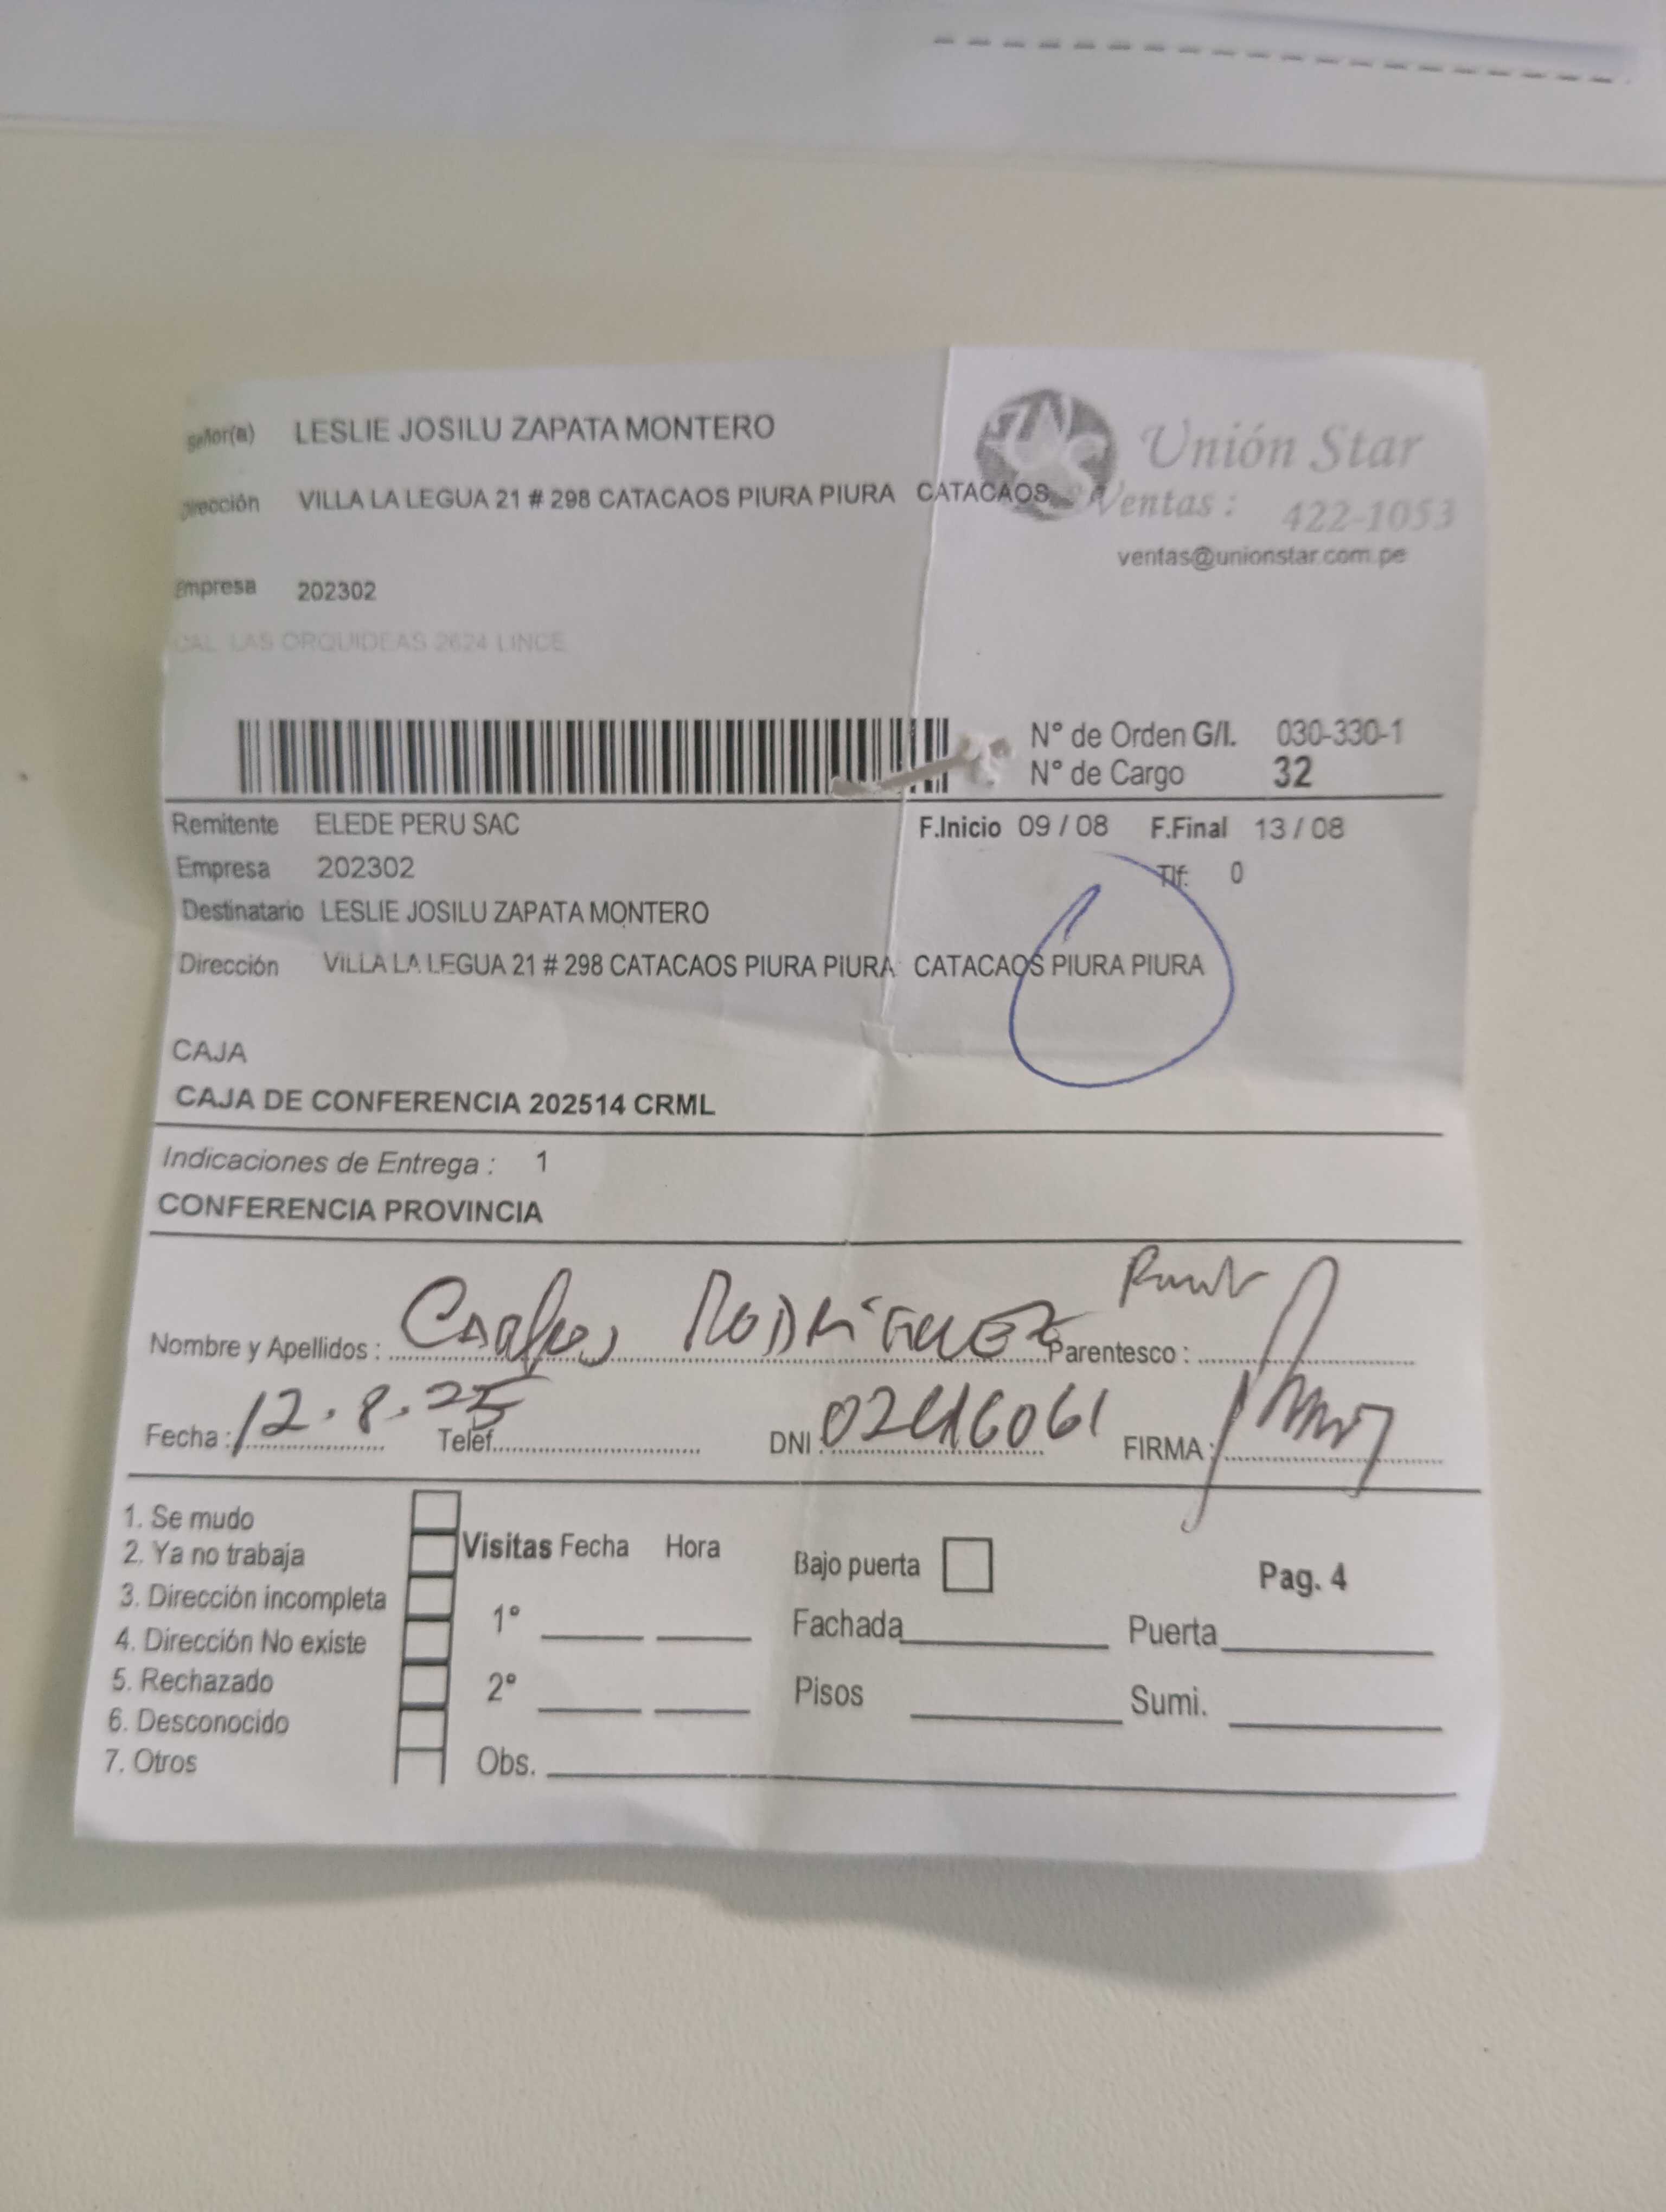 Señor(a) LESLIE JOSILU ZAPATA MONTERO
Unión Star
Dirección VILLA LA LEGUA 21 # 298 CATACAOS PIURA PIURA CATACAOS
Ventas : 422-1053
ventas@unionstar.com.pe
Empresa 202302
CAL. LAS ORQUIDEAS 2624 LINCE
N° de Orden G/I. 030-330-1
N° de Cargo 32
Remitente ELEDE PERU SAC F.Inicio 09 / 08 F.Final 13 / 08
Empresa 202302 Tlf: 0
Destinatario LESLIE JOSILU ZAPATA MONTERO
Dirección VILLA LA LEGUA 21 # 298 CATACAOS PIURA PIURA CATACAOS PIURA PIURA
CAJA
CAJA DE CONFERENCIA 202514 CRML
Indicaciones de Entrega : 1
CONFERENCIA PROVINCIA
Nombre y Apellidos : Carlos RODRIGUEZ Parentesco :
Fecha : 12.8.25 Telef. DNI FIRMA :
1. Se mudo
2. Ya no trabaja
3. Dirección incompleta
4. Dirección No existe
5. Rechazado
6. Desconocido
7. Otros
Visitas Fecha Hora
1°
2°
Obs.
Bajo puerta Pag. 4
Fachada Puerta
Pisos Sumi.